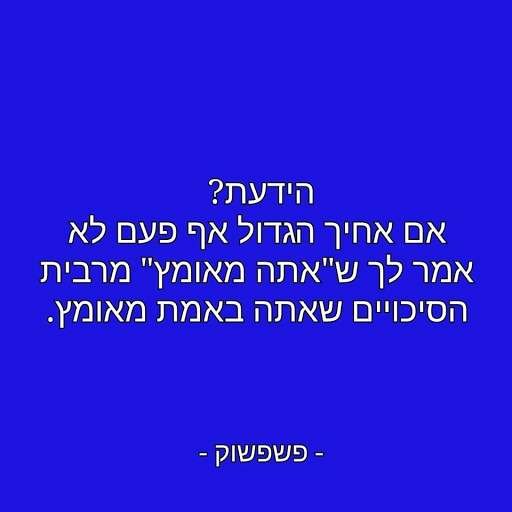 הידעת?
אם אחיך הגדול אף פעם לא
אמר לך ש"אתה מאומץ" מרבית
הסיכויים שאתה באמת מאומץ.
- פשפשוק -